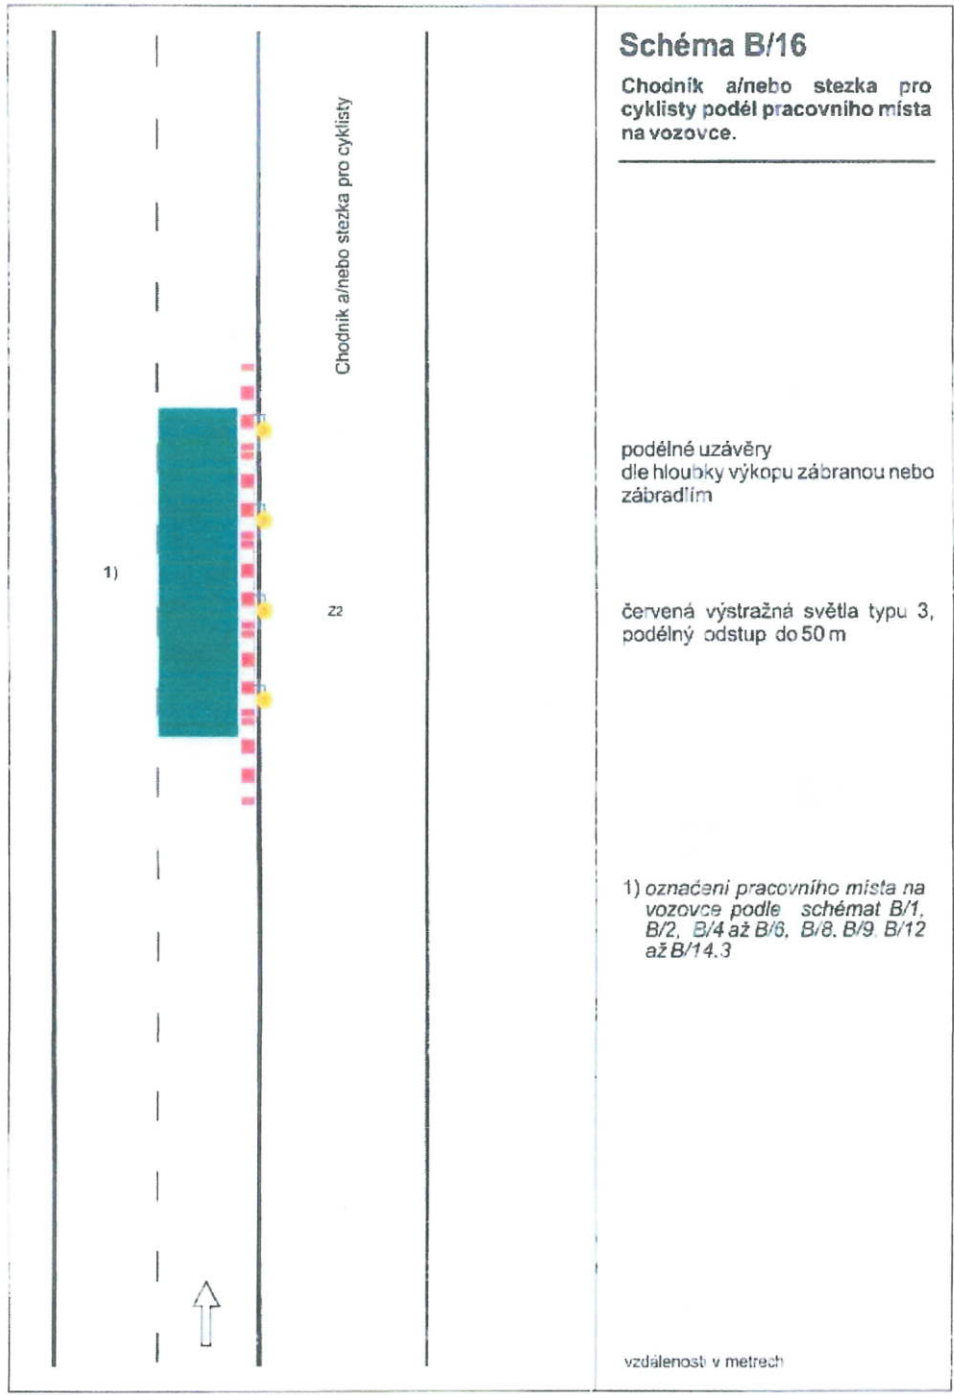 Schéma B/16
Chodník a/nebo stezka pro
cyklisty podél pracovního místa
na vozovce.
Chodník a/nebo stezka pro cyklisty
podélné uzávěry
dle hloubky výkopu zábranou nebo
zábradlím
1)
Z2
červená výstražná světla typu 3,
podélný odstup do 50 m
1) označení pracovního místa na
vozovce podle schémat B/1,
B/2, B/4 až B/6, B/8, B/9, B/12
až B/14.3
vzdálenosti v metrech